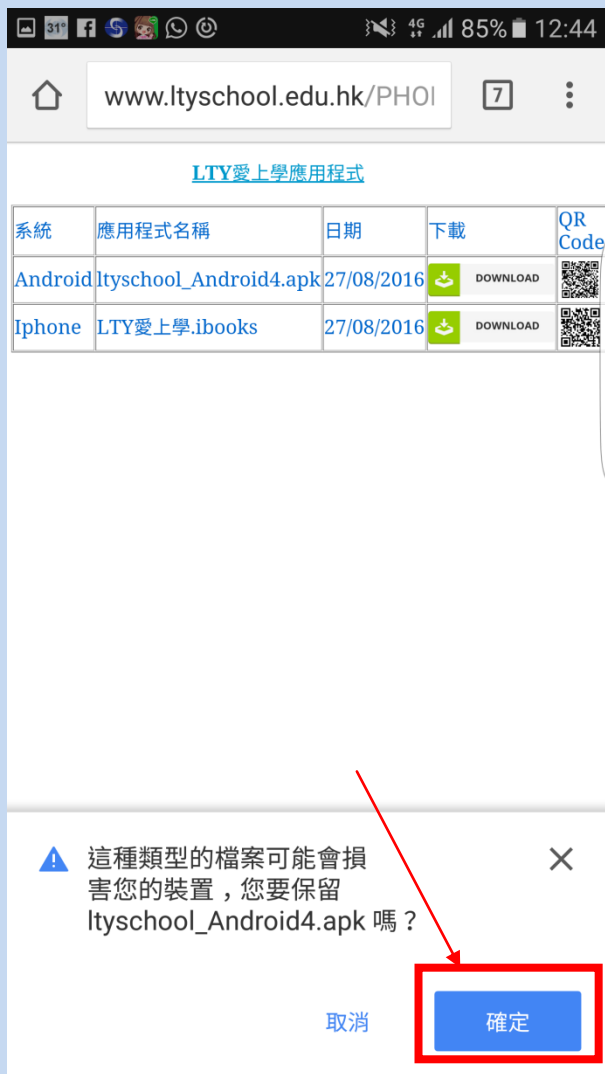 31°
4G
85%
12:44
www.ltyschool.edu.hk/PHOI
7
LTY愛上學應用程式
系統 應用程式名稱 日期 下載 QR Code
Android ltyschool_Android4.apk 27/08/2016 DOWNLOAD
Iphone LTY愛上學.ibooks 27/08/2016 DOWNLOAD
這種類型的檔案可能會損
害您的裝置，您要保留
ltyschool_Android4.apk 嗎？
取消 確定